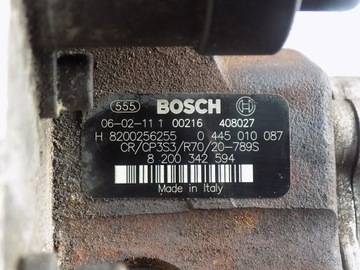 555 BOSCH
06-02-11 1 00216 408027
H 8200256255 0 445 010 087
CR/CP3S3/R70/20-789S
8 200 342 594
Made in Italy